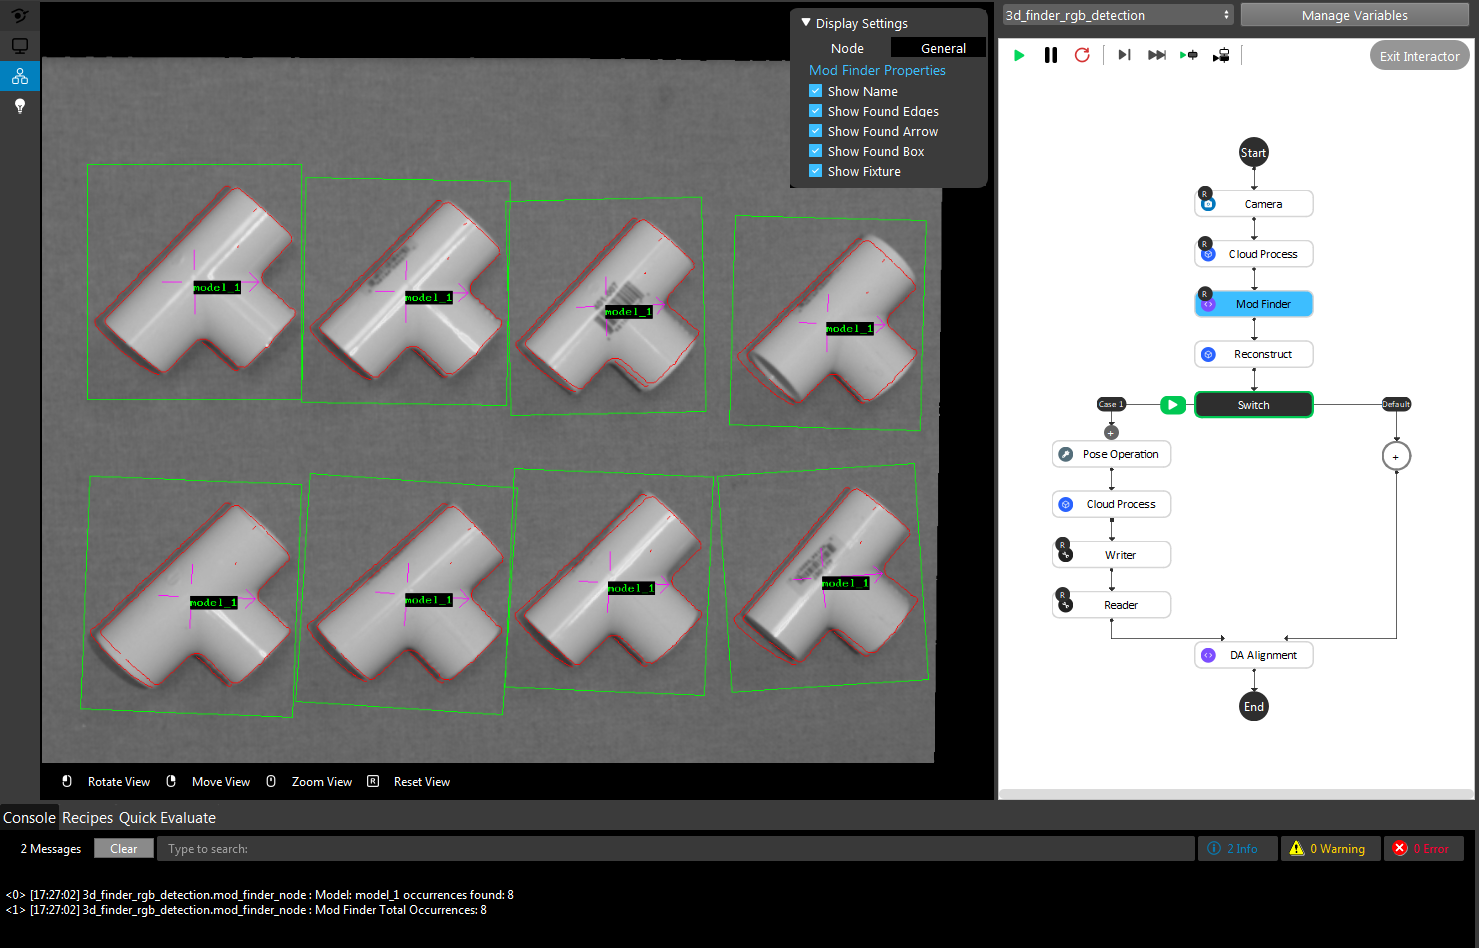 Display Settings
Node
General
Mod Finder Properties
Show Name
Show Found Edges
Show Found Arrow
Show Found Box
Show Fixture
model_1
model_1
model_1
model_1
model_1
model_1
model_1
model_1
Rotate View
Move View
Zoom View
R
Reset View
3d_finder_rgb_detection
Manage Variables
Exit Interactor
Start
R
Camera
R
Cloud Process
R
Mod Finder
Reconstruct
Case 1
Switch
Default
+
+
Pose Operation
Cloud Process
R
Writer
R
Reader
DA Alignment
End
Console
Recipes
Quick Evaluate
2 Messages
Clear
Type to search:
2 Info
0 Warning
0 Error
<0> [17:27:02] 3d_finder_rgb_detection.mod_finder_node : Model: model_1 occurrences found: 8
<1> [17:27:02] 3d_finder_rgb_detection.mod_finder_node : Mod Finder Total Occurrences: 8